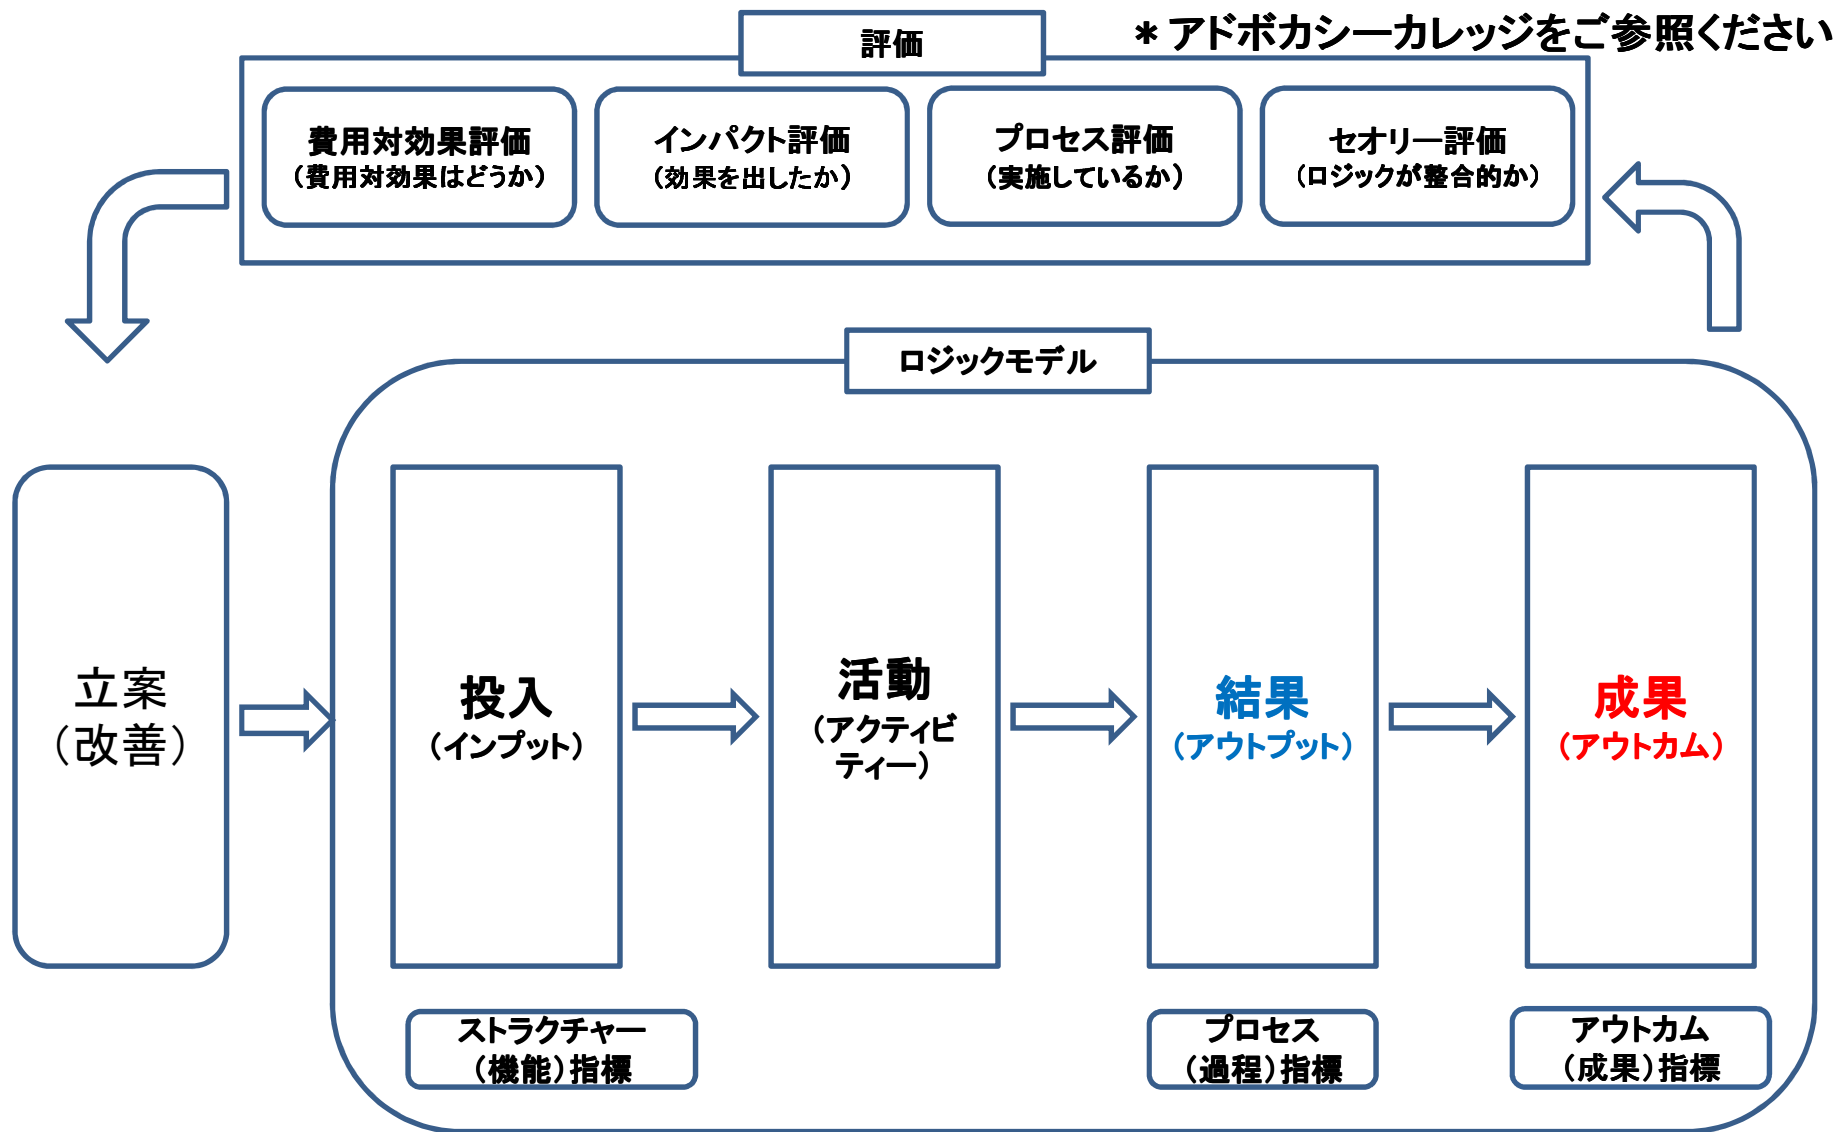 評価
＊アドボカシーカレッジをご参照ください
費用対効果評価
（費用対効果はどうか）
インパクト評価
（効果を出したか）
プロセス評価
（実施しているか）
セオリー評価
（ロジックが整合的か）
ロジックモデル
立案
（改善）
投入
（インプット）
活動
（アクティビ
ティー）
結果
（アウトプット）
成果
（アウトカム）
ストラクチャー
（機能）指標
プロセス
（過程）指標
アウトカム
（成果）指標